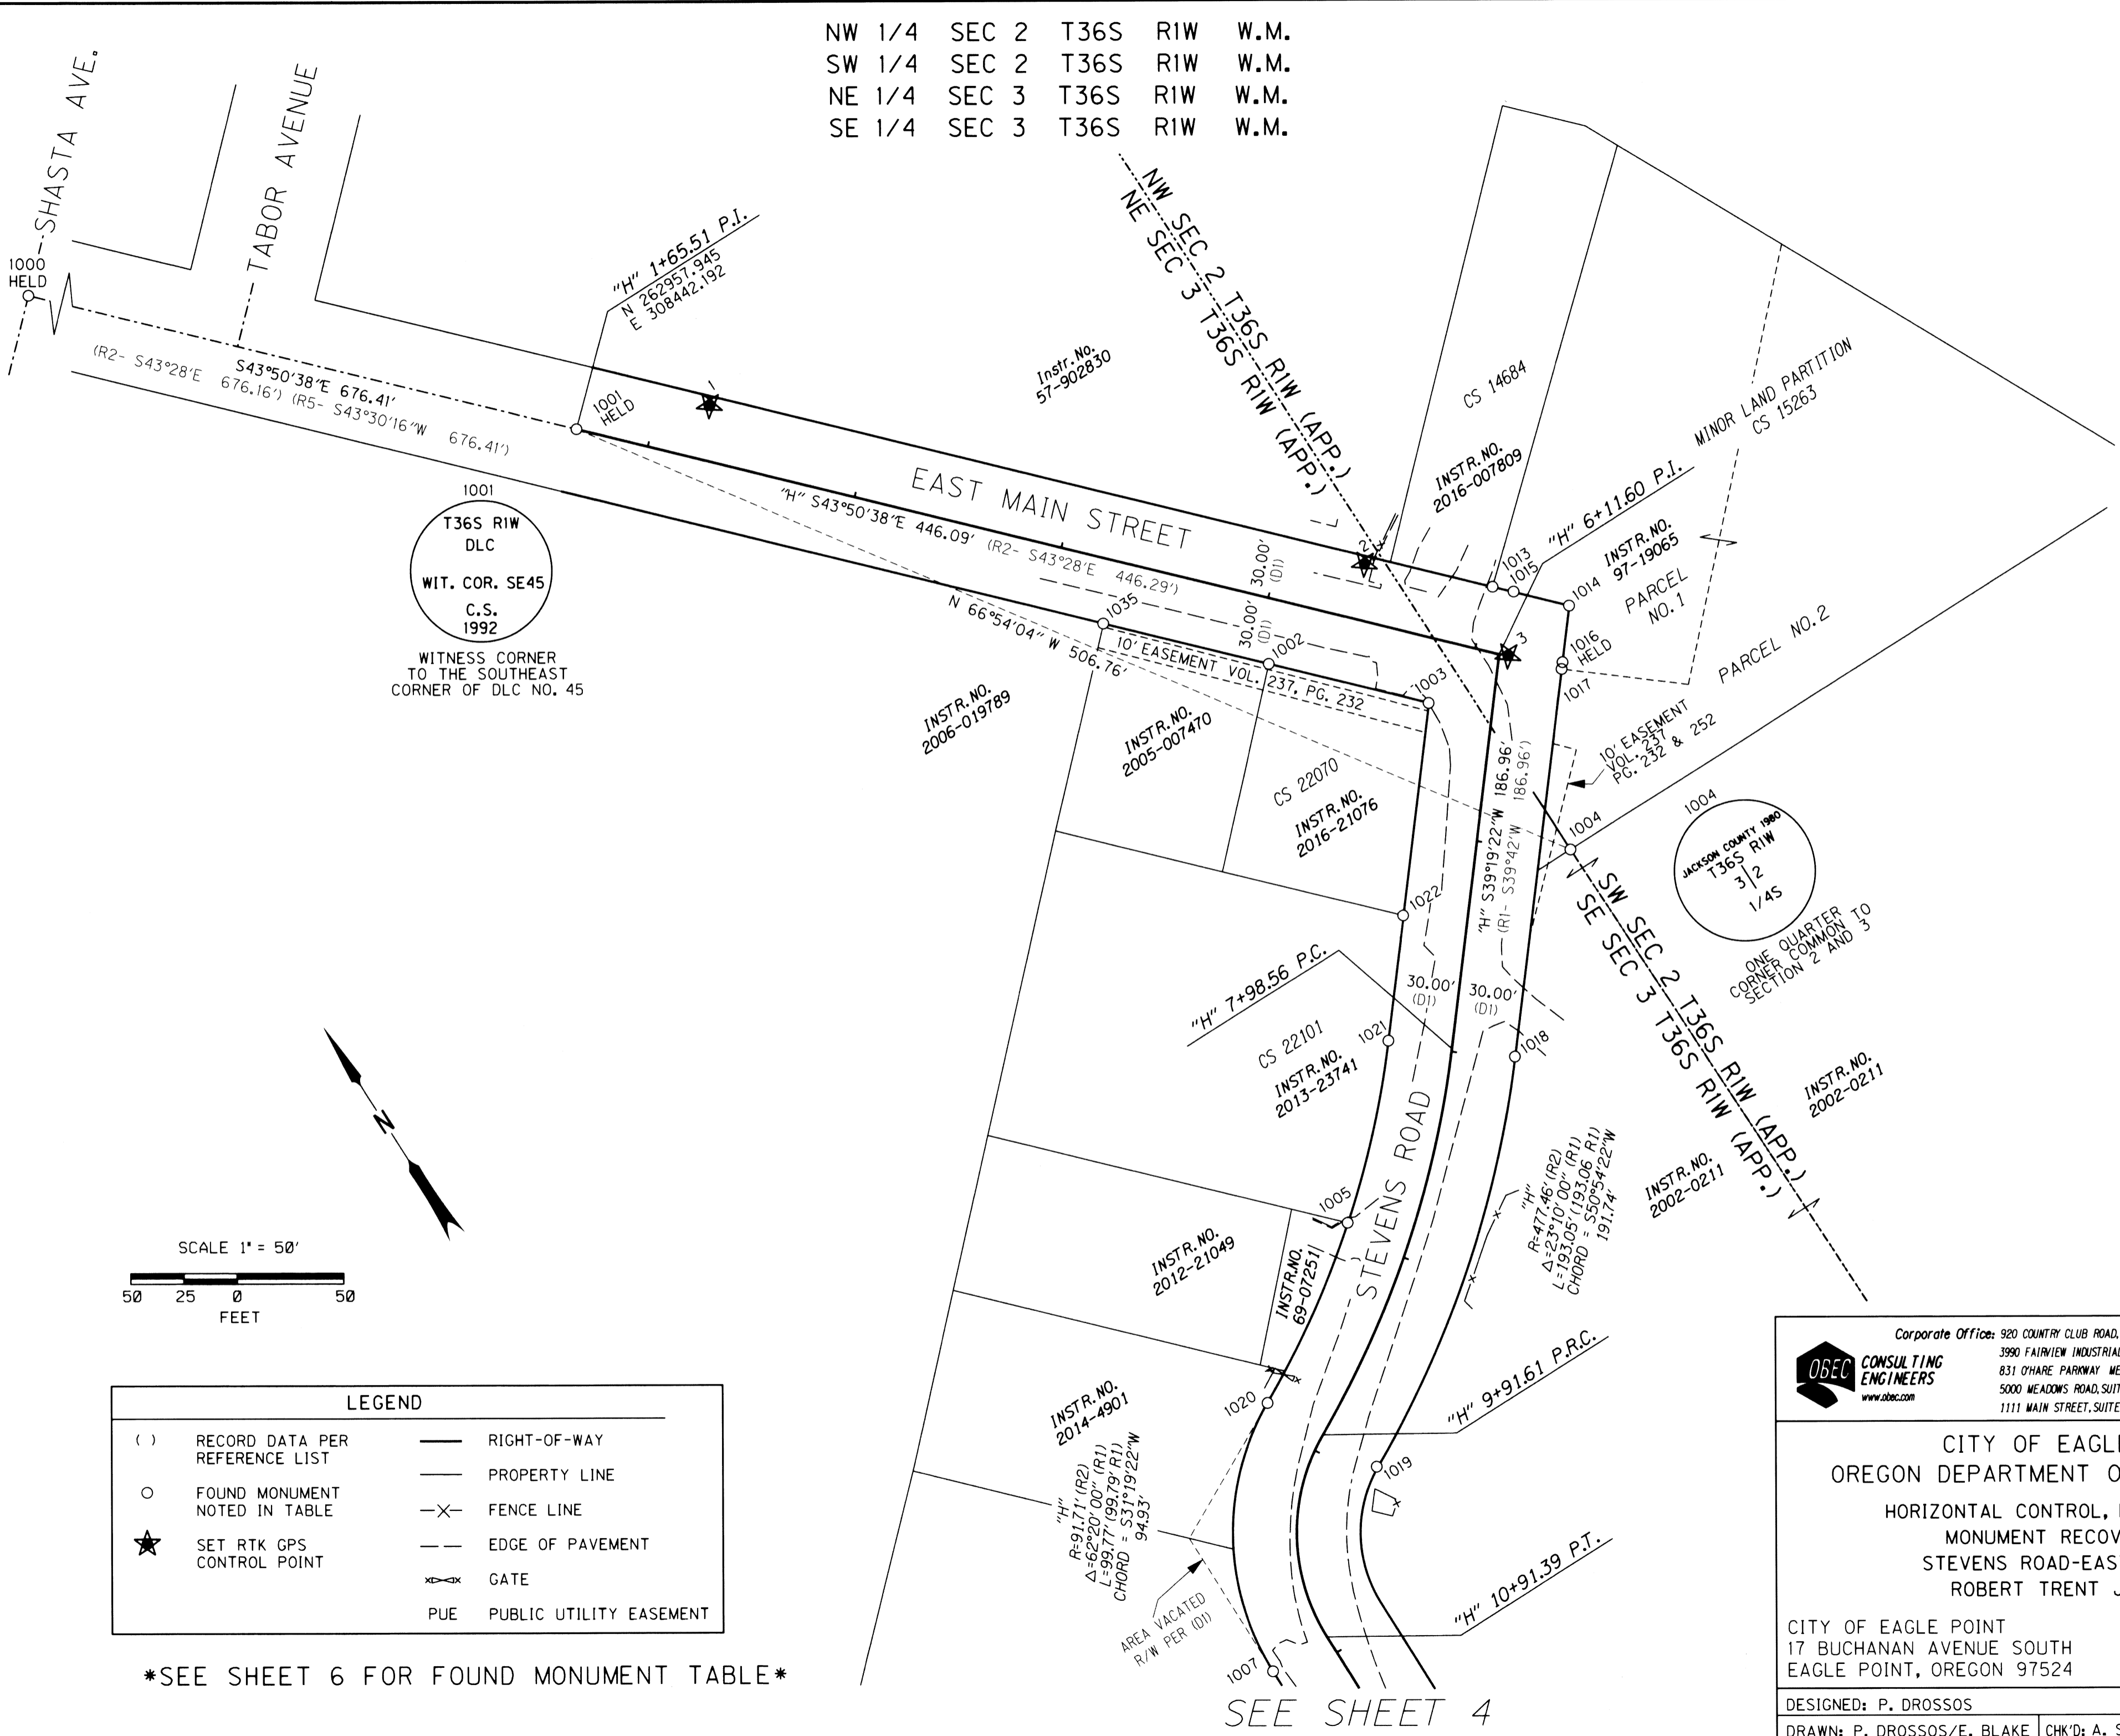 NW 1/4 SEC 2 T36S R1W W.M.
SW 1/4 SEC 2 T36S R1W W.M.
NE 1/4 SEC 3 T36S R1W W.M.
SE 1/4 SEC 3 T36S R1W W.M.
SHASTA AVE.
TABOR AVENUE
1000
HELD
"H" 1+65.51 P.I.
N 262957.945
E 308442.192
S43°50'38"E 676.41'
(R2- S43°28'E 676.16') (R5- S43°30'16"W 676.41')
1001
HELD
1001
T36S R1W
DLC
WIT. COR. SE45
C.S.
1992
WITNESS CORNER
TO THE SOUTHEAST
CORNER OF DLC NO. 45
Instr.No.
57-902830
NW SEC 2 T36S R1W (APP.)
NE SEC 3 T36S R1W (APP.)
EAST MAIN STREET
"H" S43°50'38"E 446.09' (R2- S43°28'E 446.29')
N 66°54'04" W 506.76'
30.00'
(D1)
30.00'
(D1)
1035
1002
1003
10' EASEMENT VOL. 237, PG. 232
2
CS 14684
INSTR.NO.
2016-007809
MINOR LAND PARTITION
CS 15263
"H" 6+11.60 P.I.
INSTR.NO.
97-19065
PARCEL
NO.1
PARCEL NO.2
1013
1015
1014
1016
HELD
1017
3
10' EASEMENT
VOL. 237
PG. 232 & 252
INSTR.NO.
2006-019789
INSTR.NO.
2005-007470
CS 22070
INSTR.NO.
2016-21076
"H" S39°19'22"W 186.96'
(R1- S39°42'W 186.96')
1004
1004
JACKSON COUNTY 1980
T36S R1W
3|2
1/4S
ONE QUARTER
CORNER COMMON TO
SECTION 2 AND 3
SW SEC 2 T36S R1W (APP.)
SE SEC 3 T36S R1W (APP.)
1022
"H" 7+98.56 P.C.
30.00'
(D1)
30.00'
(D1)
1021
1018
CS 22101
INSTR.NO.
2013-23741
INSTR.NO.
2002-0211
INSTR.NO.
2002-0211
STEVENS ROAD
"H"
R=477.46'(R2)
Δ=23°10'00" (R1)
L=193.05' (193.06 R1)
CHORD = S50°54'22"W
191.74'
1005
INSTR.NO.
2012-21049
INSTR.NO.
69-07251
"H" 9+91.61 P.R.C.
1020
1019
INSTR.NO.
2014-4901
"H"
R=91.71'(R2)
Δ=62°20'00" (R1)
L=99.77' (99.79' R1)
CHORD = S31°19'22"W
94.93'
AREA VACATED
R/W PER (D1)
"H" 10+91.39 P.T.
1007
SEE SHEET 4
N
SCALE 1" = 50'
50 25 0 50
FEET
LEGEND
( ) RECORD DATA PER
REFERENCE LIST
FOUND MONUMENT
NOTED IN TABLE
SET RTK GPS
CONTROL POINT
RIGHT-OF-WAY
PROPERTY LINE
FENCE LINE
EDGE OF PAVEMENT
GATE
PUE PUBLIC UTILITY EASEMENT
*SEE SHEET 6 FOR FOUND MONUMENT TABLE*
OBEC
CONSULTING
ENGINEERS
www.obec.com
Corporate Office: 920 COUNTRY CLUB ROAD,
3990 FAIRVIEW INDUSTRIAL
831 O'HARE PARKWAY ME
5000 MEADOWS ROAD, SUIT
1111 MAIN STREET, SUITE
CITY OF EAGL
OREGON DEPARTMENT O
HORIZONTAL CONTROL,
MONUMENT RECOV
STEVENS ROAD-EAS
ROBERT TRENT J
CITY OF EAGLE POINT
17 BUCHANAN AVENUE SOUTH
EAGLE POINT, OREGON 97524
DESIGNED: P. DROSSOS
DRAWN: P. DROSSOS/E. BLAKE CHK'D: A. S